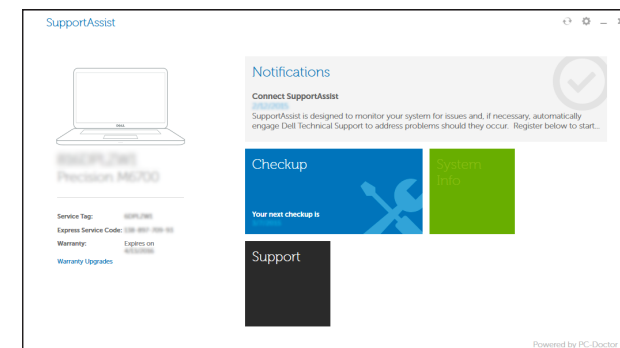 SupportAssist
DELL
Precision M6700
Service Tag:
Express Service Code:
Warranty: Expires on
Warranty Upgrades
Notifications
Connect SupportAssist
SupportAssist is designed to monitor your system for issues and, if necessary, automatically
engage Dell Technical Support to address problems should they occur. Register below to start...
Checkup
Your next checkup is
System
Info
Support
Powered by PC-Doctor